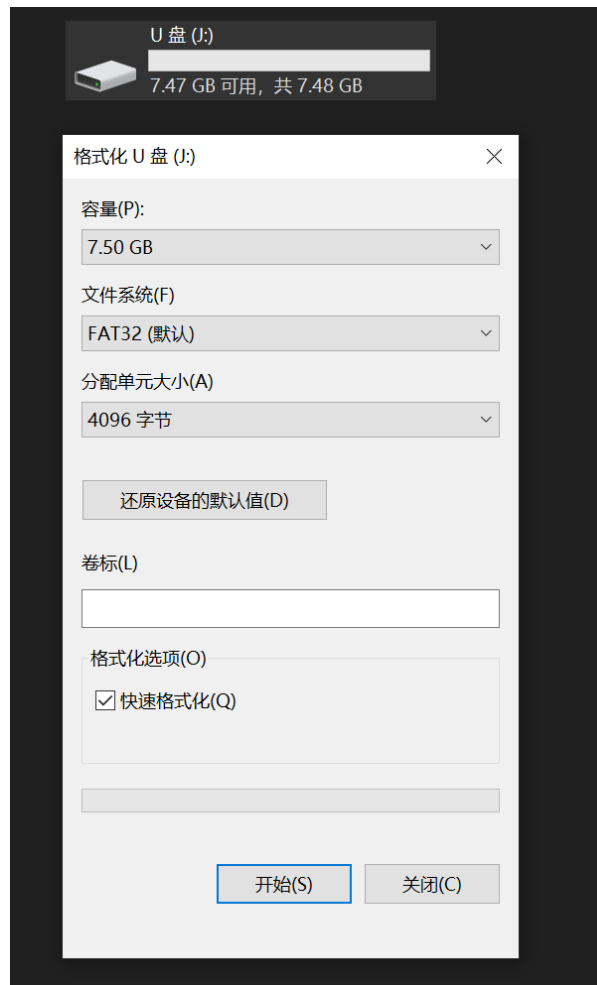 U 盘 (J:)
7.47 GB 可用，共 7.48 GB
格式化 U 盘 (J:)
容量(P):
7.50 GB
文件系统(F)
FAT32 (默认)
分配单元大小(A)
4096 字节
还原设备的默认值(D)
卷标(L)
格式化选项(O)
快速格式化(Q)
开始(S)
关闭(C)